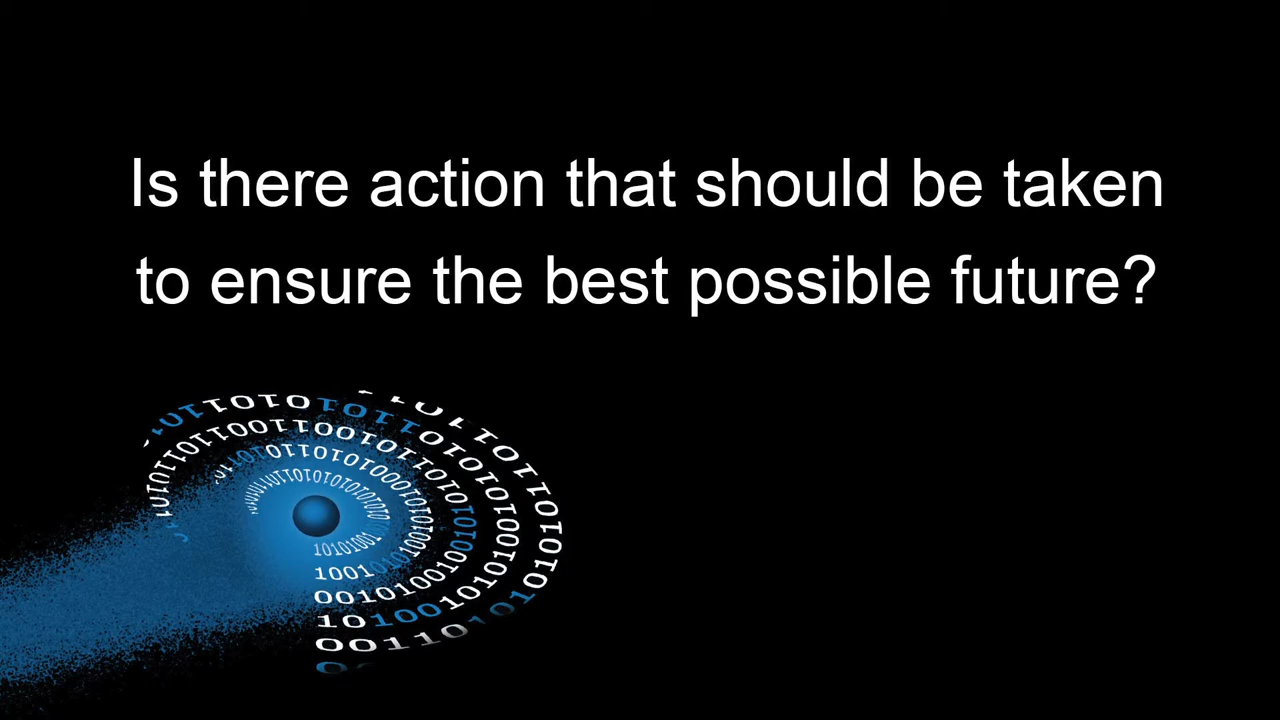 Is there action that should be taken
to ensure the best possible future?